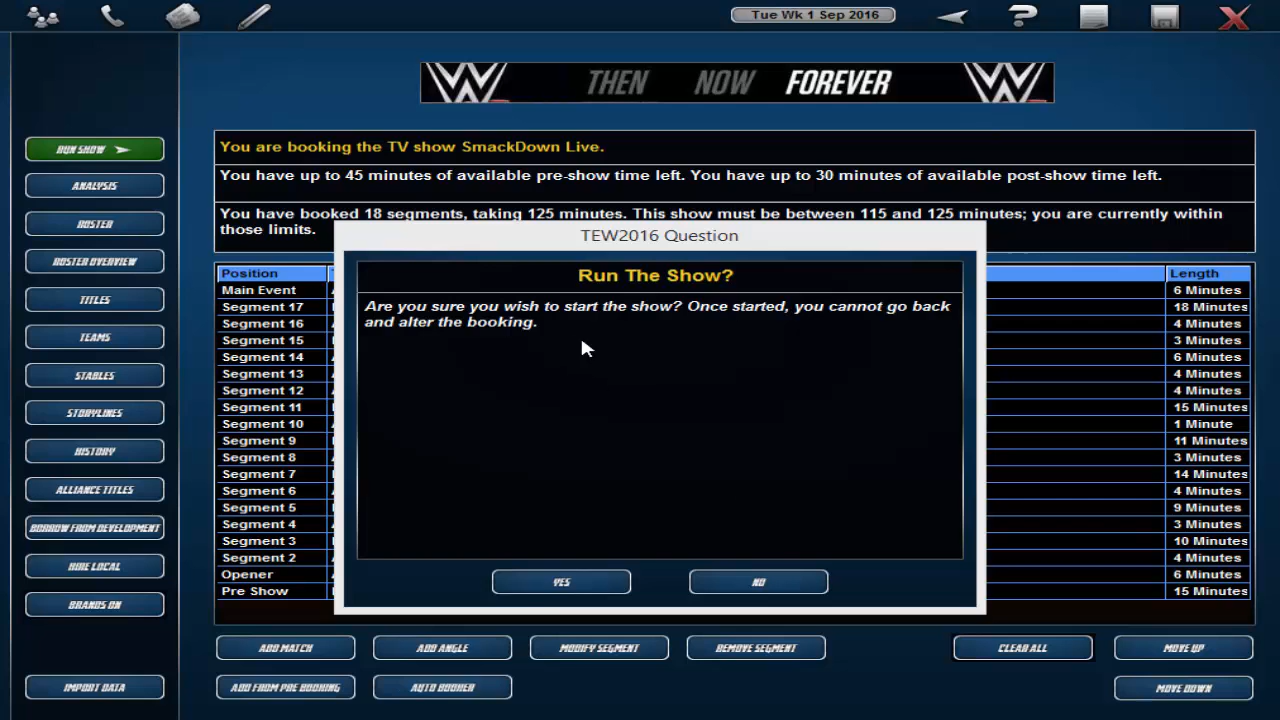 Tue Wk 1 Sep 2016
THEN NOW FOREVER
RUN SHOW
ANALYSIS
ROSTER
ROSTER OVERVIEW
TITLES
TEAMS
STABLES
STORYLINES
HISTORY
ALLIANCE TITLES
BORROW FROM DEVELOPMENT
HIRE LOCAL
BRANDS ON
IMPORT DATA
You are booking the TV show SmackDown Live.
You have up to 45 minutes of available pre-show time left. You have up to 30 minutes of available post-show time left.
You have booked 18 segments, taking 125 minutes. This show must be between 115 and 125 minutes; you are currently within
those limits.
TEW2016 Question
Run The Show?
Are you sure you wish to start the show? Once started, you cannot go back
and alter the booking.
YES NO
Position Length
Main Event 6 Minutes
Segment 17 18 Minutes
Segment 16 4 Minutes
Segment 15 3 Minutes
Segment 14 6 Minutes
Segment 13 4 Minutes
Segment 12 4 Minutes
Segment 11 15 Minutes
Segment 10 1 Minute
Segment 9 11 Minutes
Segment 8 3 Minutes
Segment 7 14 Minutes
Segment 6 4 Minutes
Segment 5 9 Minutes
Segment 4 3 Minutes
Segment 3 10 Minutes
Segment 2 4 Minutes
Opener 6 Minutes
Pre Show 15 Minutes
ADD MATCH ADD ANGLE MODIFY SEGMENT REMOVE SEGMENT CLEAR ALL MOVE UP
ADD FROM PRE BOOKING AUTO BOOKER MOVE DOWN